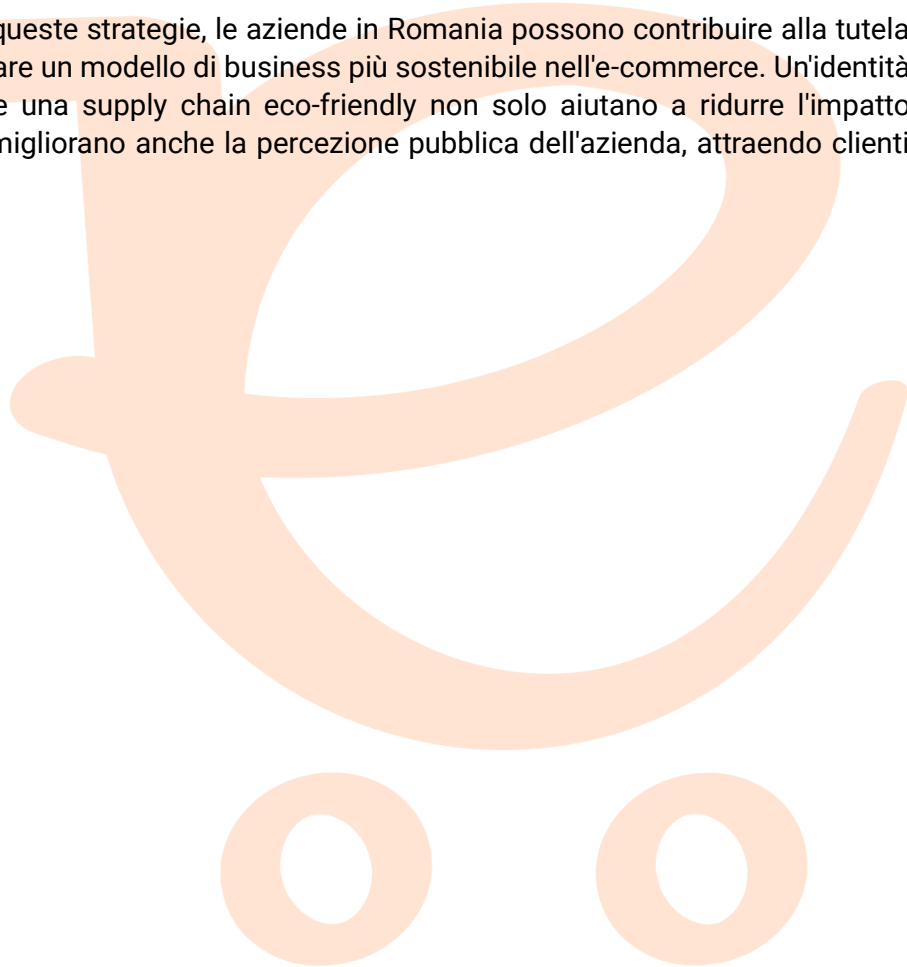 queste strategie, le aziende in Romania possono contribuire alla tutela
are un modello di business più sostenibile nell'e-commerce. Un'identità
e una supply chain eco-friendly non solo aiutano a ridurre l'impatto
migliorano anche la percezione pubblica dell'azienda, attraendo clienti